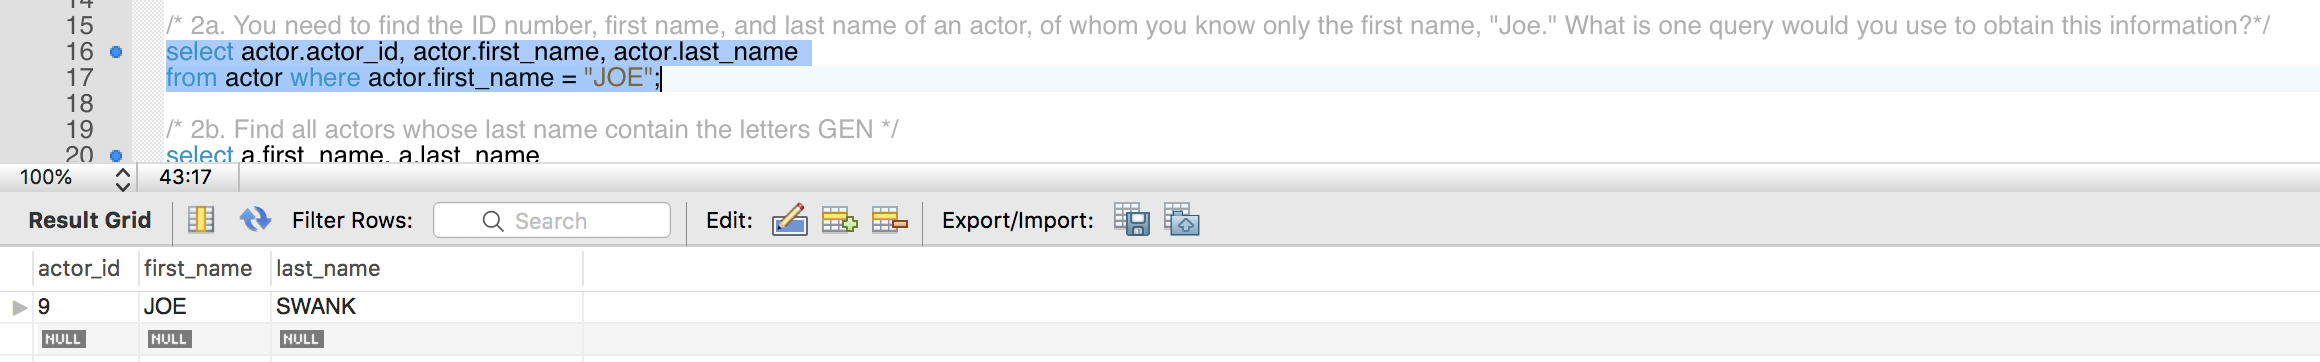 14
15 /* 2a. You need to find the ID number, first name, and last name of an actor, of whom you know only the first name, "Joe." What is one query would you use to obtain this information?*/
16 select actor.actor_id, actor.first_name, actor.last_name
17 from actor where actor.first_name = "JOE";
18
19 /* 2b. Find all actors whose last name contain the letters GEN */
20 select a.first_name, a.last_name
100% 43:17
Result Grid Filter Rows: Search Edit: Export/Import:
actor_id first_name last_name
9 JOE SWANK
NULL NULL NULL